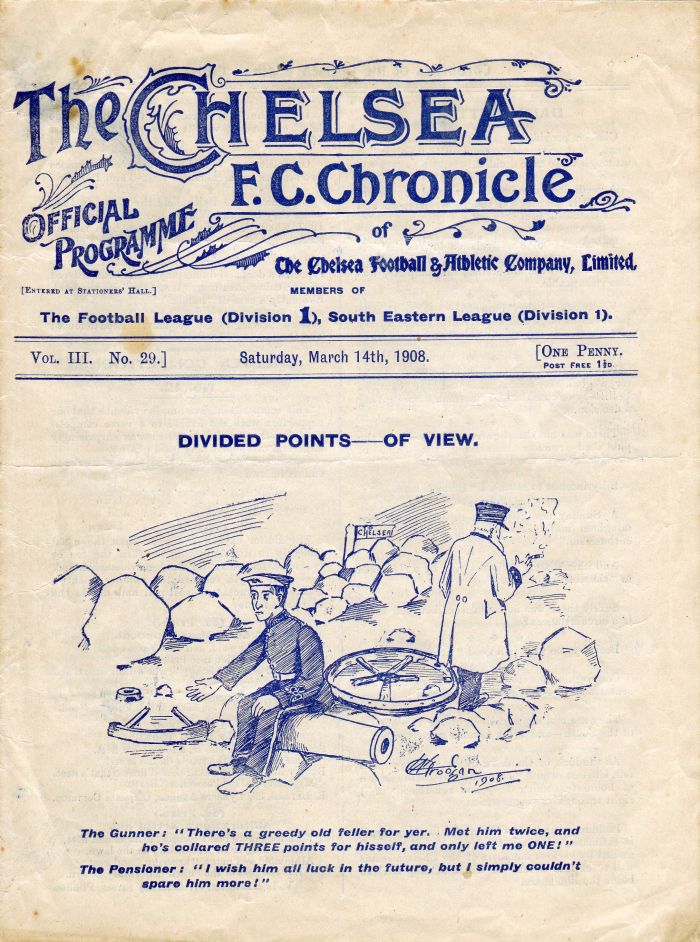 The CHELSEA
F.C. Chronicle
OFFICIAL
PROGRAMME
of
The Chelsea Football & Athletic Company, Limited.
[ENTERED AT STATIONERS' HALL.]
MEMBERS OF
The Football League (Division 1), South Eastern League (Division 1).
VOL. III. No. 29.]
Saturday, March 14th, 1908.
[ONE PENNY.
POST FREE 1½D.
DIVIDED POINTS—OF VIEW.
CHELSEA
1908.
The Gunner: "There's a greedy old feller for yer. Met him twice, and
he's collared THREE points for hisself, and only left me ONE!"
The Pensioner: "I wish him all luck in the future, but I simply couldn't
spare him more!"